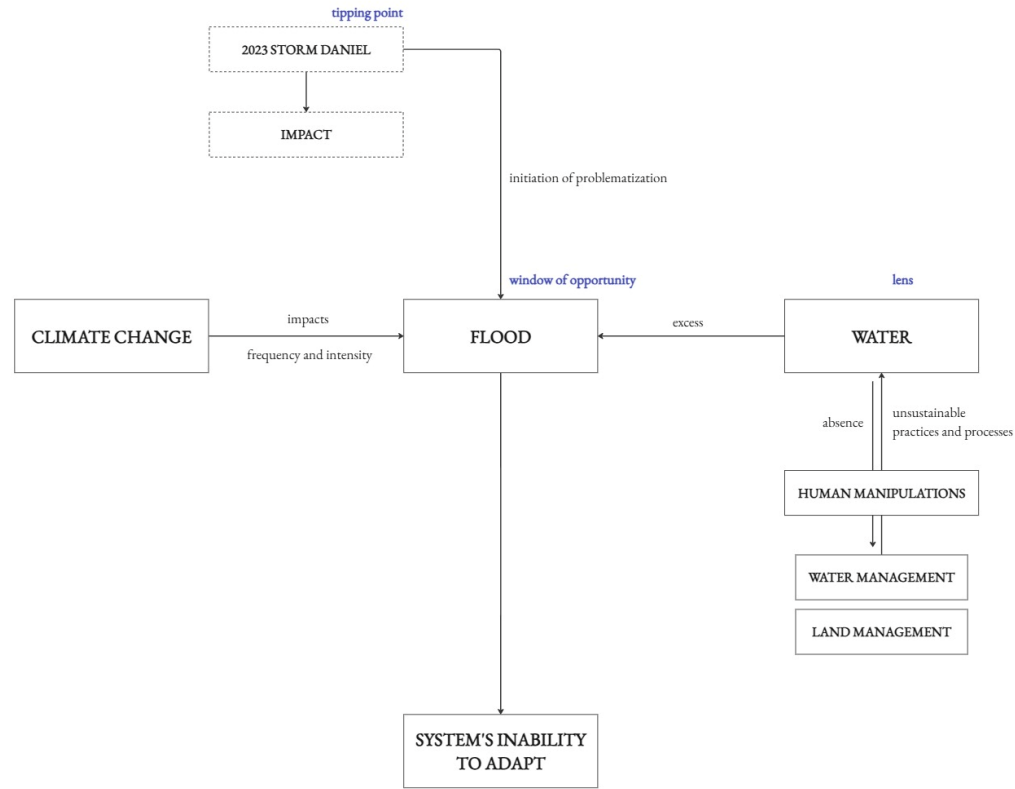 tipping point
2023 STORM DANIEL
IMPACT
initiation of problematization
window of opportunity
lens
CLIMATE CHANGE
impacts
frequency and intensity
FLOOD
excess
WATER
absence
unsustainable
practices and processes
HUMAN MANIPULATIONS
WATER MANAGEMENT
LAND MANAGEMENT
SYSTEM'S INABILITY
TO ADAPT